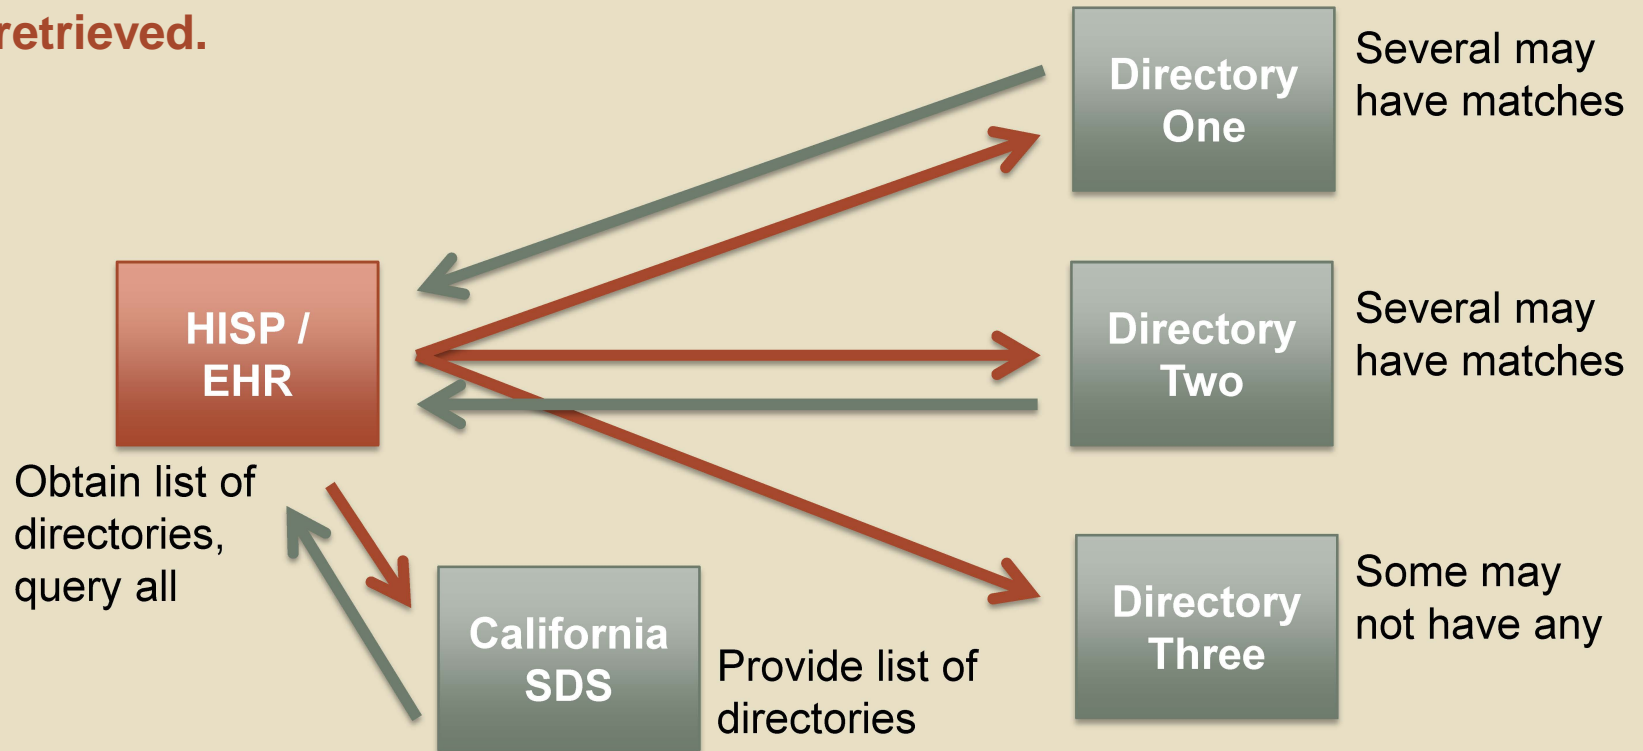 retrieved.
Directory
One
Several may
have matches
HISP /
EHR
Directory
Two
Several may
have matches
Obtain list of
directories,
query all
California
SDS
Provide list of
directories
Directory
Three
Some may
not have any